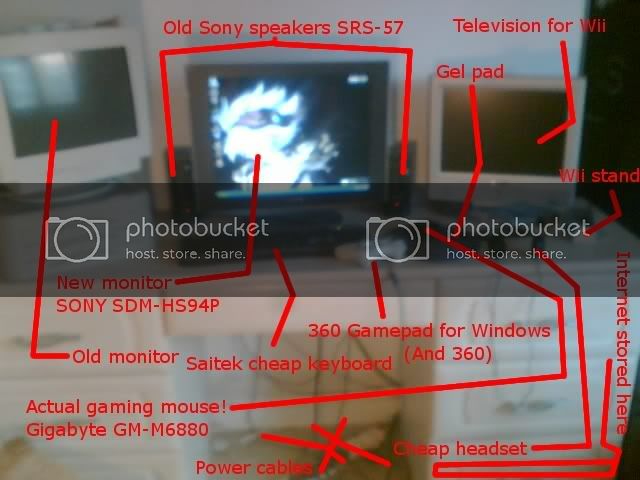 Old Sony speakers SRS-57
Television for Wii
Gel pad
Wii stand
photobucket
host. store. share.
photobucket
host. store. share.
New monitor
SONY SDM-HS94P
Internet stored here
360 Gamepad for Windows
(And 360)
Old monitor
Saitek cheap keyboard
Actual gaming mouse!
Gigabyte GM-M6880
Cheap headset
Power cables